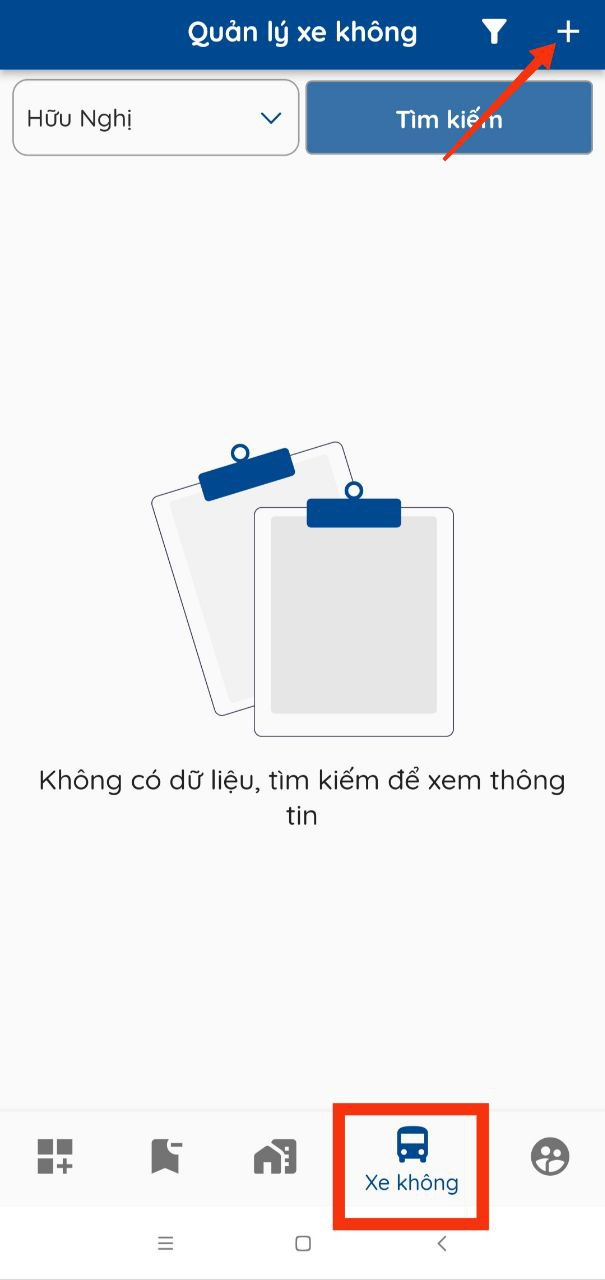 Quản lý xe không
Hữu Nghị
Tìm kiếm
Không có dữ liệu, tìm kiếm để xem thông
tin
Xe không